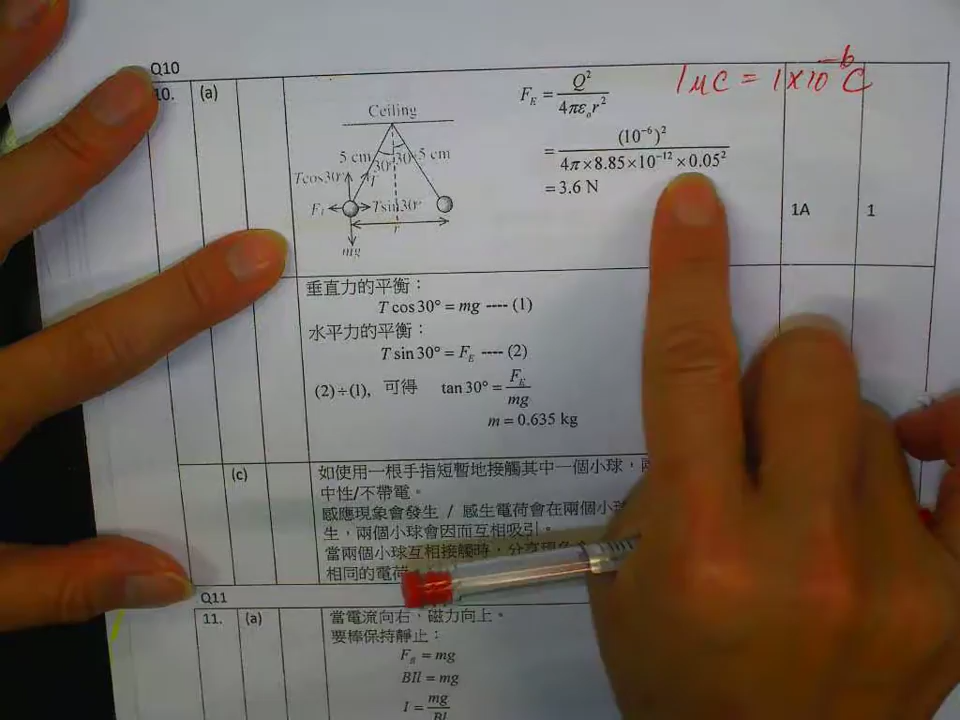 Q10
10.
(a)
F_E = Q² / 4πε₀r²
1μC = 1×10⁻⁶C
= (10⁻⁶)² / 4π×8.85×10⁻¹²×0.05²
= 3.6 N
1A
1
Ceiling
5 cm 30° 30° 5 cm
Tcos30° T
Tsin30°
r
mg
垂直力的平衡：
T cos 30° = mg ---- (1)
水平力的平衡：
T sin 30° = F_E ---- (2)
(2)÷(1), 可得 tan 30° = F_E / mg
m = 0.635 kg
(c)
如使用一根手指短暫地接觸其中一個小球，
中性/不帶電。
感應現象會發生 / 感生電荷會在兩個小球
生，兩個小球會因而互相吸引。
當兩個小球互相接觸時，分享
相同的電荷
Q11
11.
(a)
當電流向右，磁力向上。
要棒保持靜止：
F_B = mg
BIl = mg
I = mg / Bl